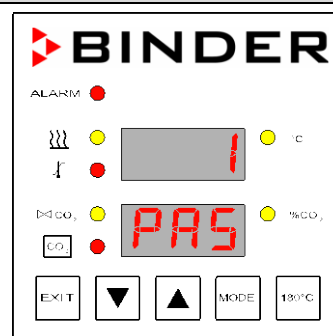 BINDER
ALARM
1 °C
CO₂ PAS %CO₂
CO₂
EXIT MODE 180°C